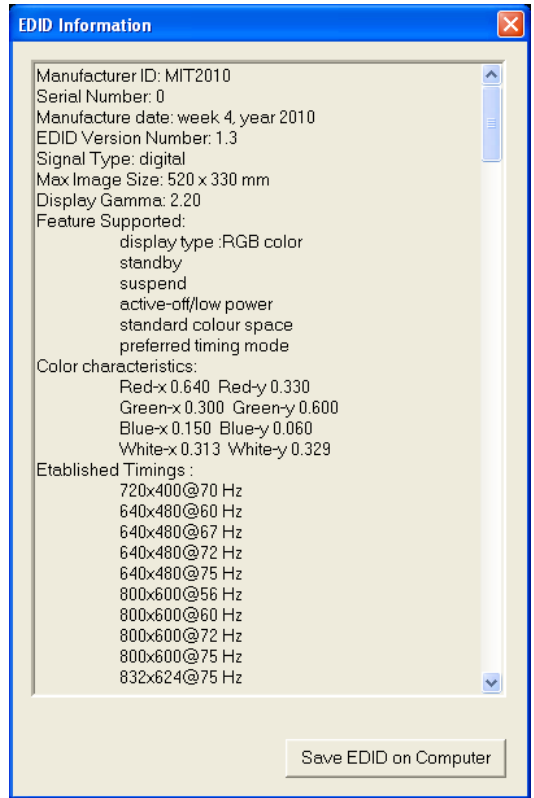 EDID Information
Manufacturer ID: MIT2010
Serial Number: 0
Manufacture date: week 4, year 2010
EDID Version Number: 1.3
Signal Type: digital
Max Image Size: 520 x 330 mm
Display Gamma: 2.20
Feature Supported:
display type :RGB color
standby
suspend
active-off/low power
standard colour space
preferred timing mode
Color characteristics:
Red-x 0.640 Red-y 0.330
Green-x 0.300 Green-y 0.600
Blue-x 0.150 Blue-y 0.060
White-x 0.313 White-y 0.329
Etablished Timings :
720x400@70 Hz
640x480@60 Hz
640x480@67 Hz
640x480@72 Hz
640x480@75 Hz
800x600@56 Hz
800x600@60 Hz
800x600@72 Hz
800x600@75 Hz
832x624@75 Hz
Save EDID on Computer